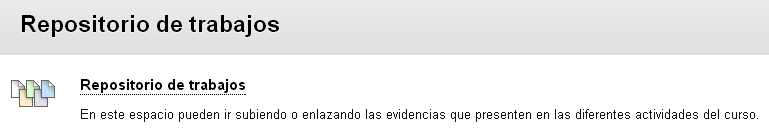 Repositorio de trabajos
Repositorio de trabajos
En este espacio pueden ir subiendo o enlazando las evidencias que presenten en las diferentes actividades del curso.